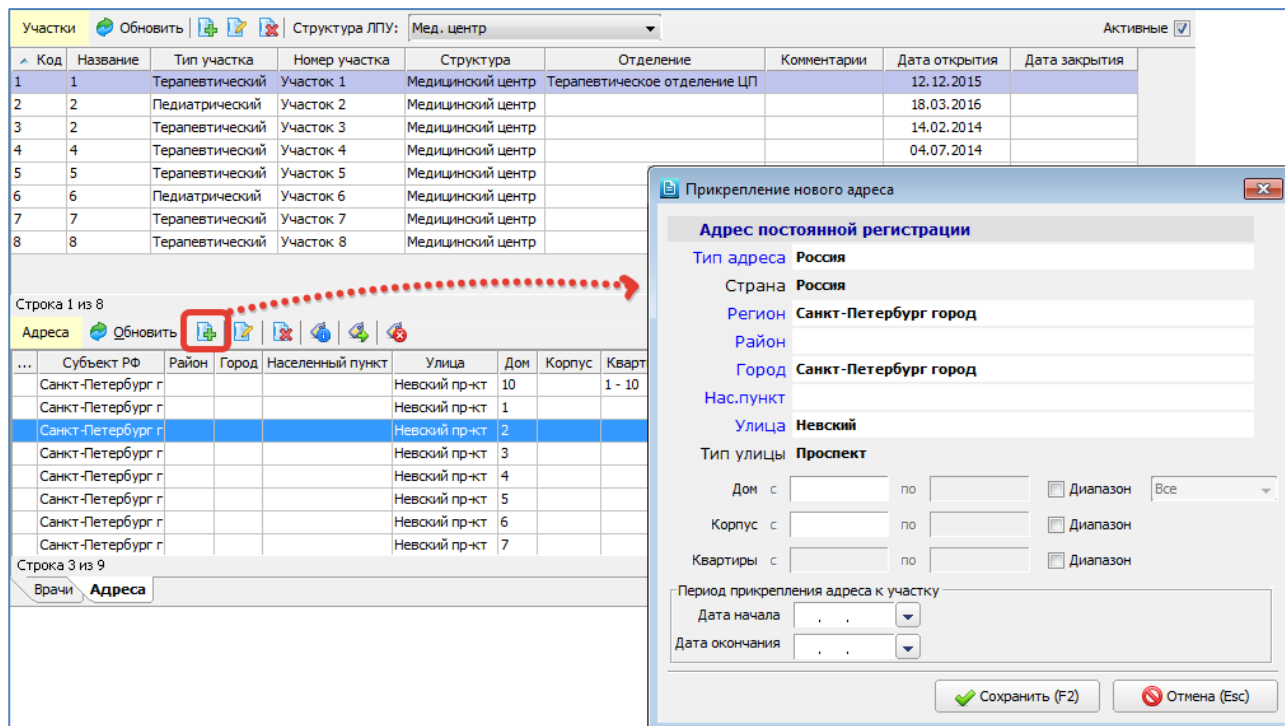 Участки Обновить Структура ЛПУ: Мед. центр Активные
Код Название Тип участка Номер участка Структура Отделение Комментарии Дата открытия Дата закрытия
1 1 Терапевтический Участок 1 Медицинский центр Терапевтическое отделение ЦП 12.12.2015
2 2 Педиатрический Участок 2 Медицинский центр 18.03.2016
3 2 Терапевтический Участок 3 Медицинский центр 14.02.2014
4 4 Терапевтический Участок 4 Медицинский центр 04.07.2014
5 5 Терапевтический Участок 5 Медицинский центр
6 6 Педиатрический Участок 6 Медицинский центр
7 7 Терапевтический Участок 7 Медицинский центр
8 8 Терапевтический Участок 8 Медицинский центр
Строка 1 из 8
Адреса Обновить
... Субъект РФ Район Город Населенный пункт Улица Дом Корпус Кварт
Санкт-Петербург г Невский пр-кт 10 1 - 10
Санкт-Петербург г Невский пр-кт 1
Санкт-Петербург г Невский пр-кт 2
Санкт-Петербург г Невский пр-кт 3
Санкт-Петербург г Невский пр-кт 4
Санкт-Петербург г Невский пр-кт 5
Санкт-Петербург г Невский пр-кт 6
Санкт-Петербург г Невский пр-кт 7
Строка 3 из 9
Врачи Адреса
Прикрепление нового адреса
Адрес постоянной регистрации
Тип адреса Россия
Страна Россия
Регион Санкт-Петербург город
Район
Город Санкт-Петербург город
Нас.пункт
Улица Невский
Тип улицы Проспект
Дом с по Диапазон Все
Корпус с по Диапазон
Квартиры с по Диапазон
Период прикрепления адреса к участку
Дата начала . .
Дата окончания . .
Сохранить (F2) Отмена (Esc)